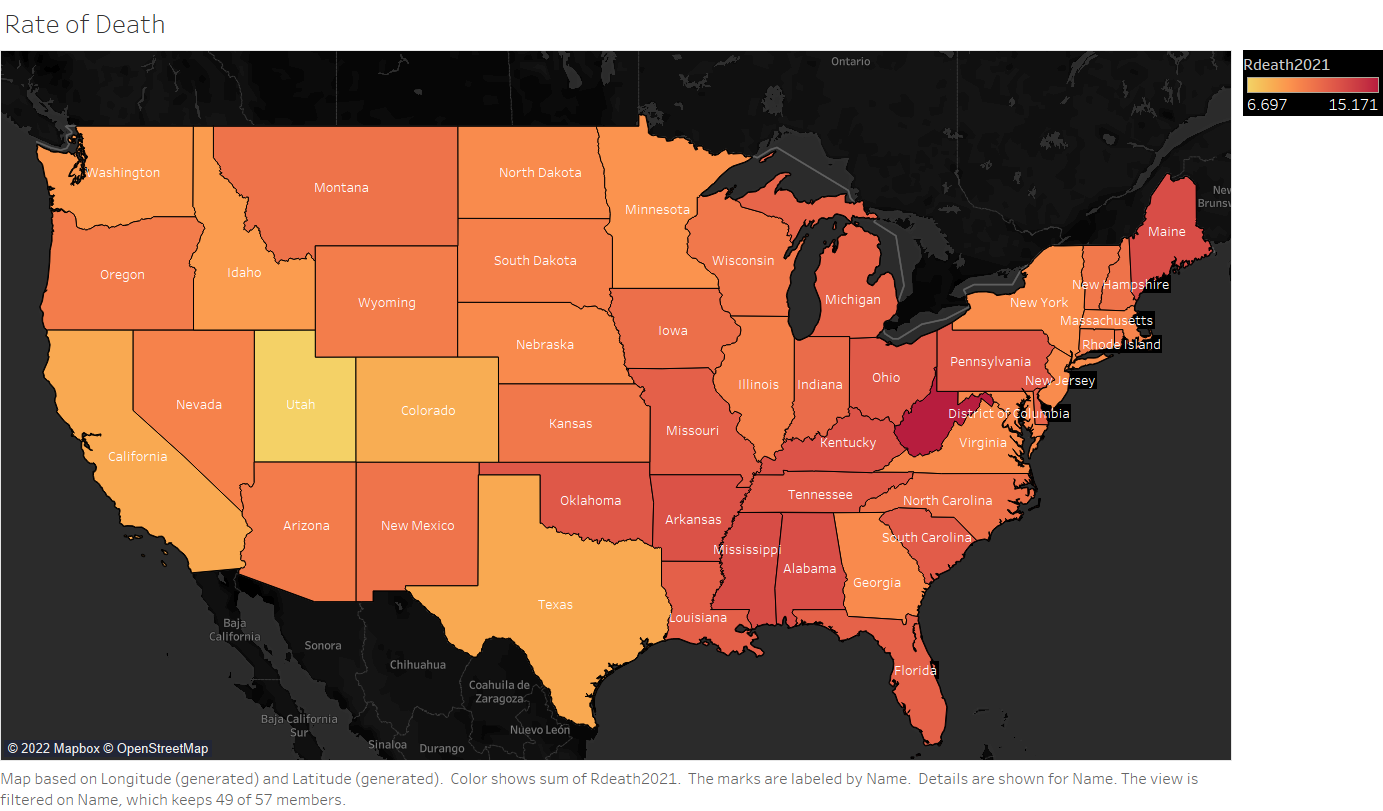 Rate of Death
Rdeath2021
6.697 15.171
Ontario
New
Brunsw
Washington
Montana
North Dakota
Minnesota
Maine
Oregon
Idaho
South Dakota
Wisconsin
Wyoming
Michigan
New York
New Hampshire
Massachusetts
Rhode Island
Iowa
Nebraska
Pennsylvania
New Jersey
Nevada
Utah
Colorado
Illinois
Indiana
Ohio
District of Columbia
California
Kansas
Missouri
Kentucky
Virginia
Arizona
New Mexico
Oklahoma
Arkansas
Tennessee
North Carolina
South Carolina
Mississippi
Alabama
Georgia
Texas
Louisiana
Florida
Baja
California
Sonora
Chihuahua
Coahuila de
Zaragoza
Baja California
Sur
Sinaloa
Durango
Nuevo León
© 2022 Mapbox © OpenStreetMap
Map based on Longitude (generated) and Latitude (generated).  Color shows sum of Rdeath2021.  The marks are labeled by Name.  Details are shown for Name. The view is
filtered on Name, which keeps 49 of 57 members.